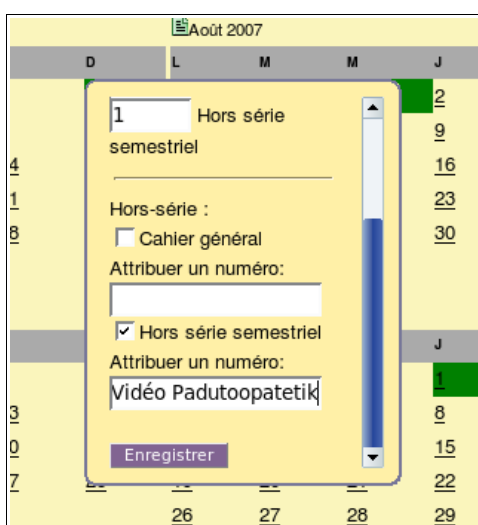 Août 2007
D L M M J
1 Hors série
semestriel
2
9
4 16
1 23
8 30
Hors-série :
Cahier général
Attribuer un numéro:
Hors série semestriel
Attribuer un numéro:
Vidéo Padutoopatetik
Enregistrer
J
1
3 8
0 15
7 22
26 27 28 29